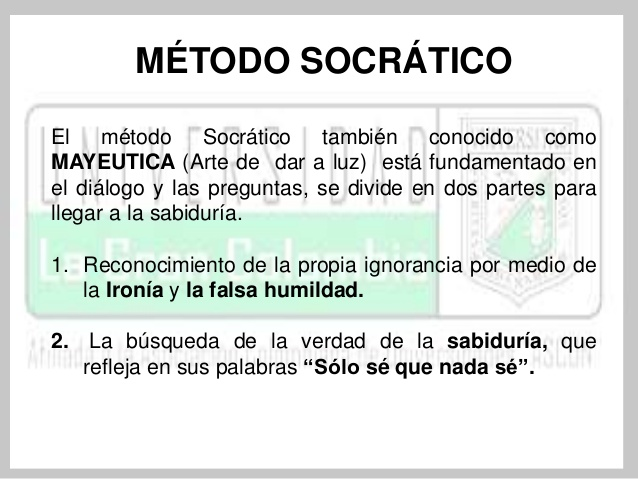 MÉTODO SOCRÁTICO
El método Socrático también conocido como
MAYEUTICA (Arte de dar a luz) está fundamentado en
el diálogo y las preguntas, se divide en dos partes para
llegar a la sabiduría.
1. Reconocimiento de la propia ignorancia por medio de
la Ironía y la falsa humildad.
2. La búsqueda de la verdad de la sabiduría, que
refleja en sus palabras “Sólo sé que nada sé”.